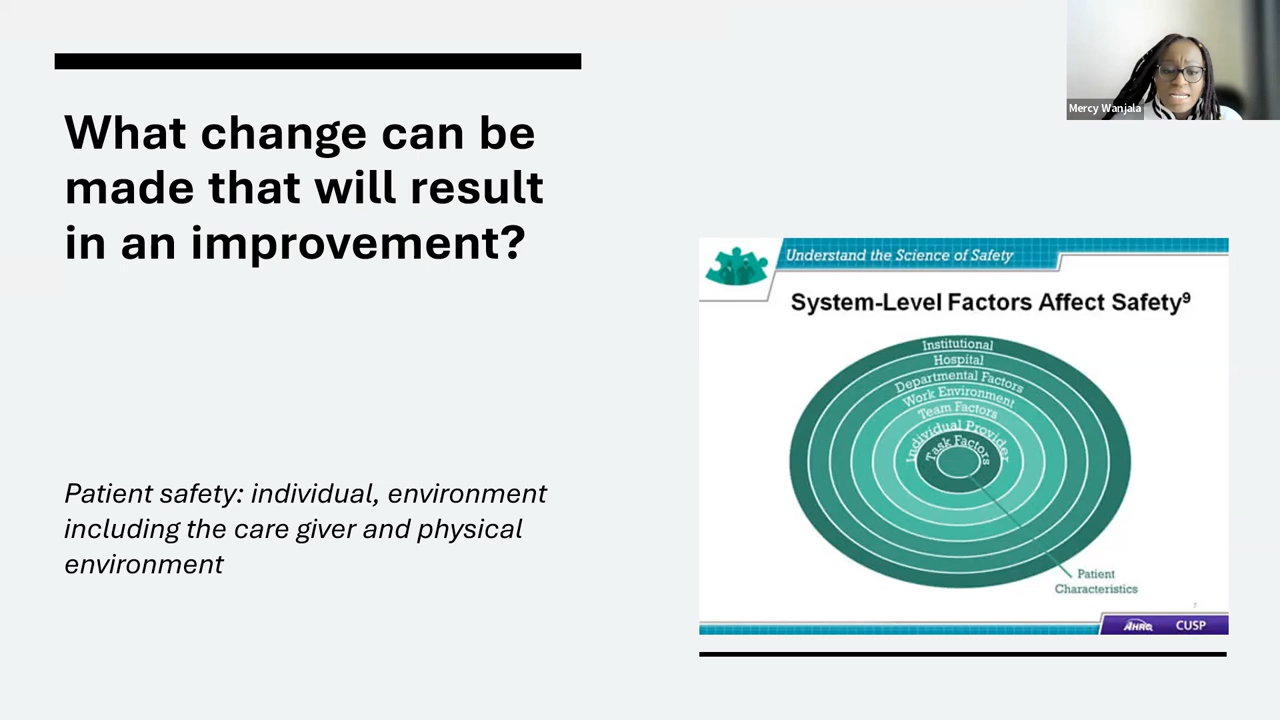 What change can be
made that will result
in an improvement?
Patient safety: individual, environment
including the care giver and physical
environment
Mercy Wanjala
Understand the Science of Safety
System-Level Factors Affect Safety9
Institutional
Hospital
Departmental Factors
Work Environment
Team Factors
Individual Provider
Task Factors
Patient
Characteristics
7
AHRQ
CUSP